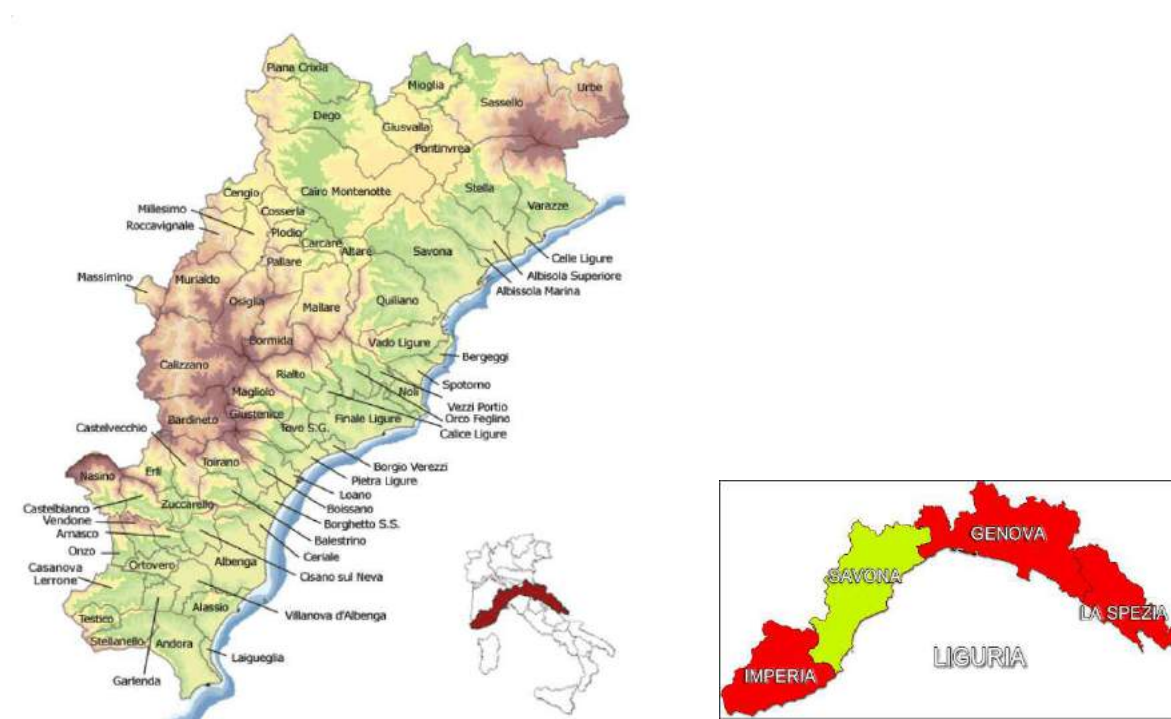 Piana Crixia
Mioglia
Urbe
Sassello
Dego
Giusvalla
Pontinvrea
Stella
Cengio
Cairo Montenotte
Varazze
Millesimo
Cosseria
Roccavignale
Plodio
Carcare
Altare
Savona
Celle Ligure
Pallare
Albisola Superiore
Massimino
Murialdo
Albissola Marina
Osiglia
Mallare
Quiliano
Bormida
Vado Ligure
Bergeggi
Calizzano
Rialto
Spotorno
Magliolo
Noli
Vezzi Portio
Bardineto
Giustenice
Finale Ligure
Orco Feglino
Tovo S.G.
Calice Ligure
Castelvecchio
Toirano
Borgio Verezzi
Erli
Nasino
Pietra Ligure
Loano
Castelbianco
Zuccarello
Boissano
Vendone
Borghetto S.S.
Arnasco
Balestrino
Onzo
Ortovero
Albenga
Ceriale
Casanova
Lerrone
Cisano sul Neva
Alassio
Villanova d'Albenga
Testico
Stellanello
Andora
Laigueglia
Garlenda
GENOVA
SAVONA
LA SPEZIA
LIGURIA
IMPERIA